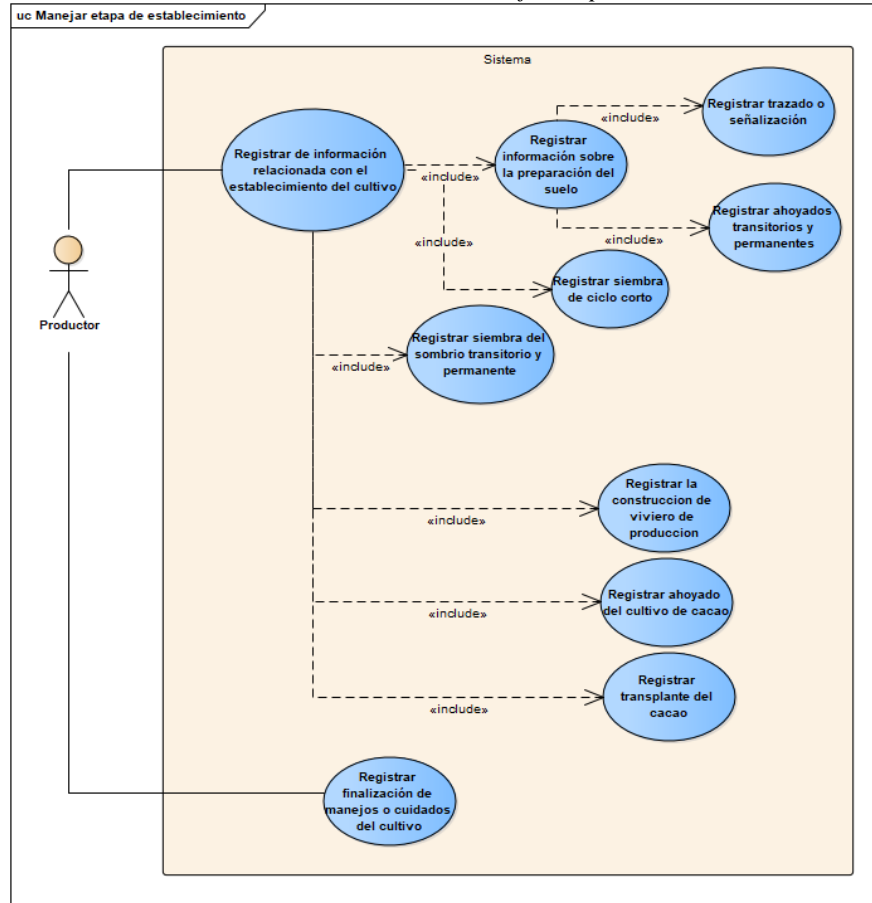 uc Manejar etapa de establecimiento
Sistema
Registrar de información
relacionada con el
establecimiento del cultivo
«include»
Registrar
información sobre
la preparación del
suelo
«include»
Registrar trazado o
señalización
«include»
Registrar ahoyados
transitorios y
permanentes
«include»
Registrar siembra
de ciclo corto
Productor
«include»
Registrar siembra del
sombrio transitorio y
permanente
«include»
Registrar la
construccion de
viviero de
produccion
«include»
Registrar ahoyado
del cultivo de cacao
«include»
Registrar
transplante del
cacao
Registrar
finalización de
manejos o cuidados
del cultivo